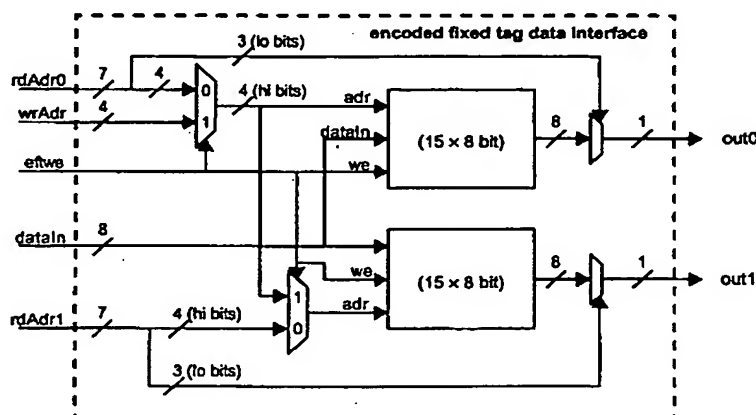 encoded fixed tag data interface
3 (lo bits)
rdAdr0
7
4
0
4 (hi bits)
adr
wrAdr
4
1
dataIn
(15 × 8 bit)
8
1
out0
eftwe
we
dataIn
8
we
(15 × 8 bit)
8
1
out1
1
adr
rdAdr1
7
4 (hi bits)
0
3 (lo bits)